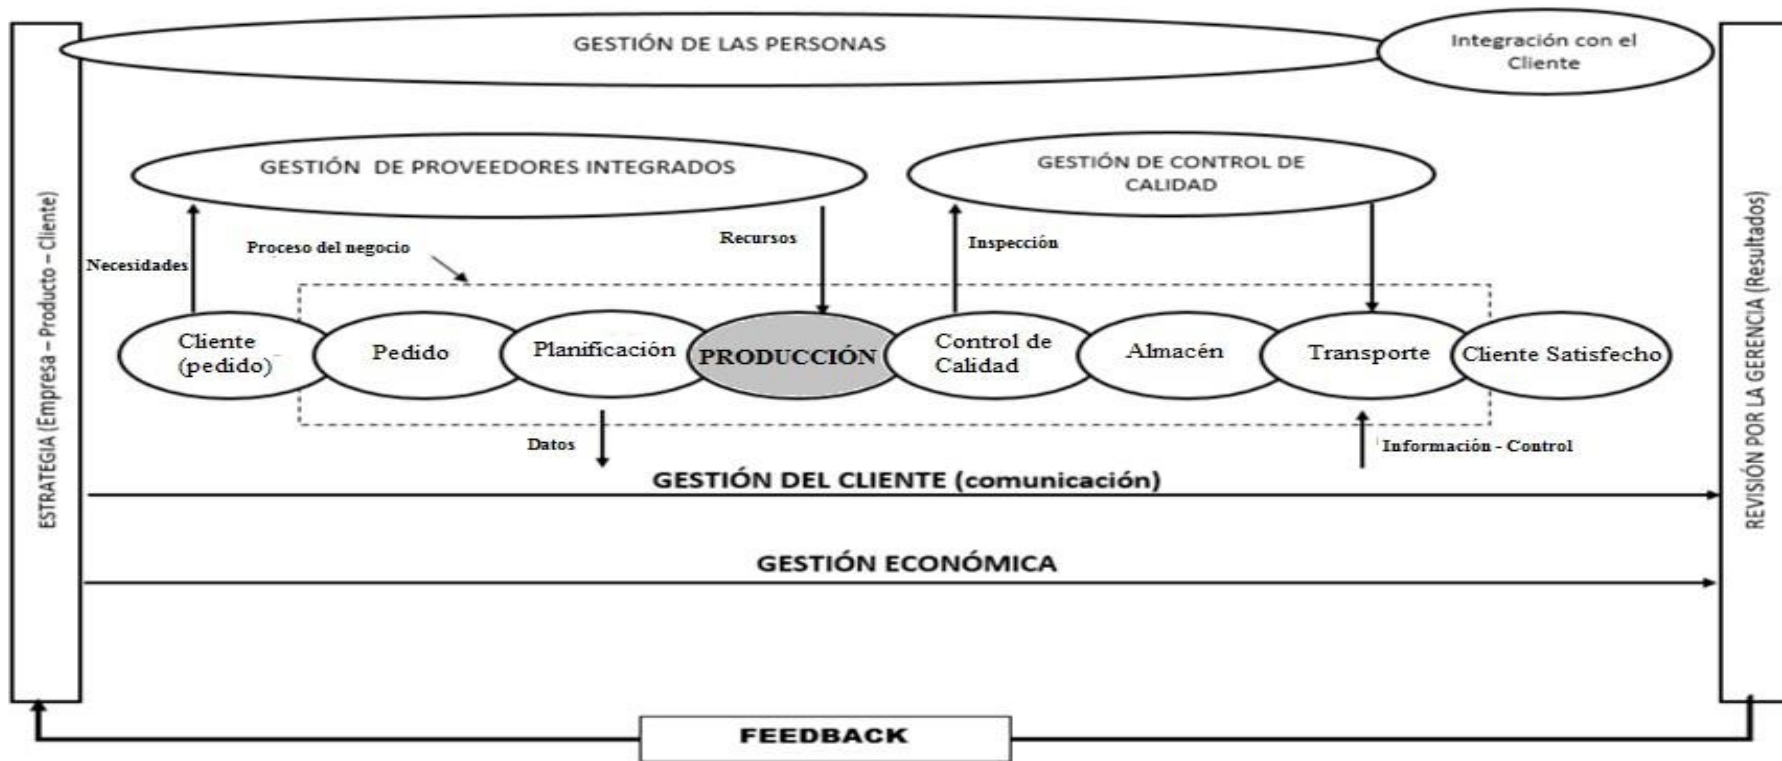 GESTIÓN DE LAS PERSONAS
Integración con el
Cliente
ESTRATEGIA (Empresa – Producto – Cliente)
REVISIÓN POR LA GERENCIA (Resultados)
GESTIÓN DE PROVEEDORES INTEGRADOS
GESTIÓN DE CONTROL DE
CALIDAD
Necesidades
Proceso del negocio
Recursos
Inspección
Cliente
(pedido)
Pedido
Planificación
PRODUCCIÓN
Control de
Calidad
Almacén
Transporte
Cliente Satisfecho
Datos
Información - Control
GESTIÓN DEL CLIENTE (comunicación)
GESTIÓN ECONÓMICA
FEEDBACK